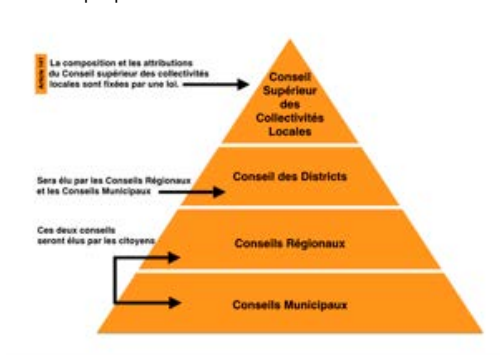 Article 141
La composition et les attributions
du Conseil supérieur des collectivités
locales sont fixées par une loi.
Conseil
Supérieur
des
Collectivités
Locales
Sera élu par les Conseils Régionaux
et les Conseils Municipaux
Conseil des Districts
Ces deux conseils
seront élus par les citoyens
Conseils Régionaux
Conseils Municipaux